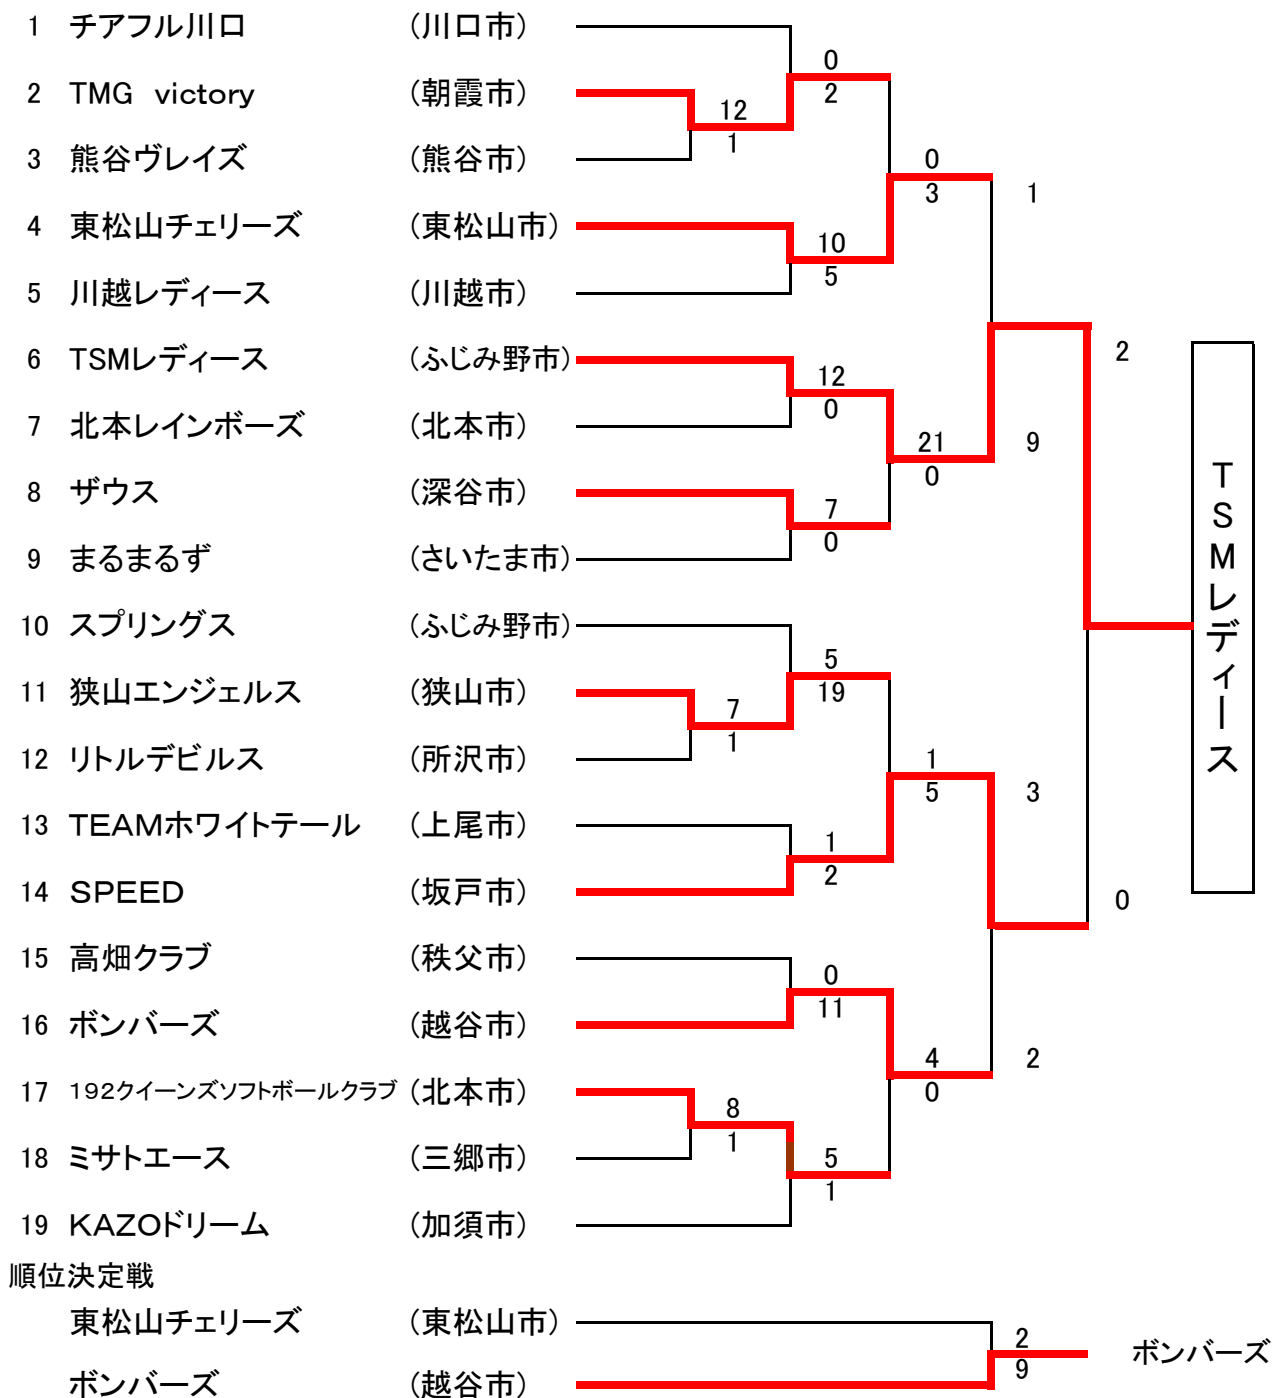 1 チアフル川口 (川口市)
0
2 TMG victory (朝霞市)
12
2
1
3 熊谷ヴレイズ (熊谷市)
0
3
1
4 東松山チェリーズ (東松山市)
10
5
5 川越レディース (川越市)
6 TSMレディース (ふじみ野市)
2
12
0
7 北本レインボーズ (北本市)
21
0
9
8 ザウス (深谷市)
7
0
9 まるまるず (さいたま市)
TSMレディース
10 スプリングス (ふじみ野市)
5
19
11 狭山エンジェルス (狭山市)
7
1
12 リトルデビルス (所沢市)
1
5
3
13 TEAMホワイトテール (上尾市)
1
2
14 SPEED (坂戸市)
0
15 高畑クラブ (秩父市)
0
11
16 ボンバーズ (越谷市)
4
0
2
17 192クイーンズソフトボールクラブ (北本市)
8
1
18 ミサトエース (三郷市)
5
1
19 KAZOドリーム (加須市)
順位決定戦
東松山チェリーズ (東松山市)
2
9
ボンバーズ
ボンバーズ (越谷市)